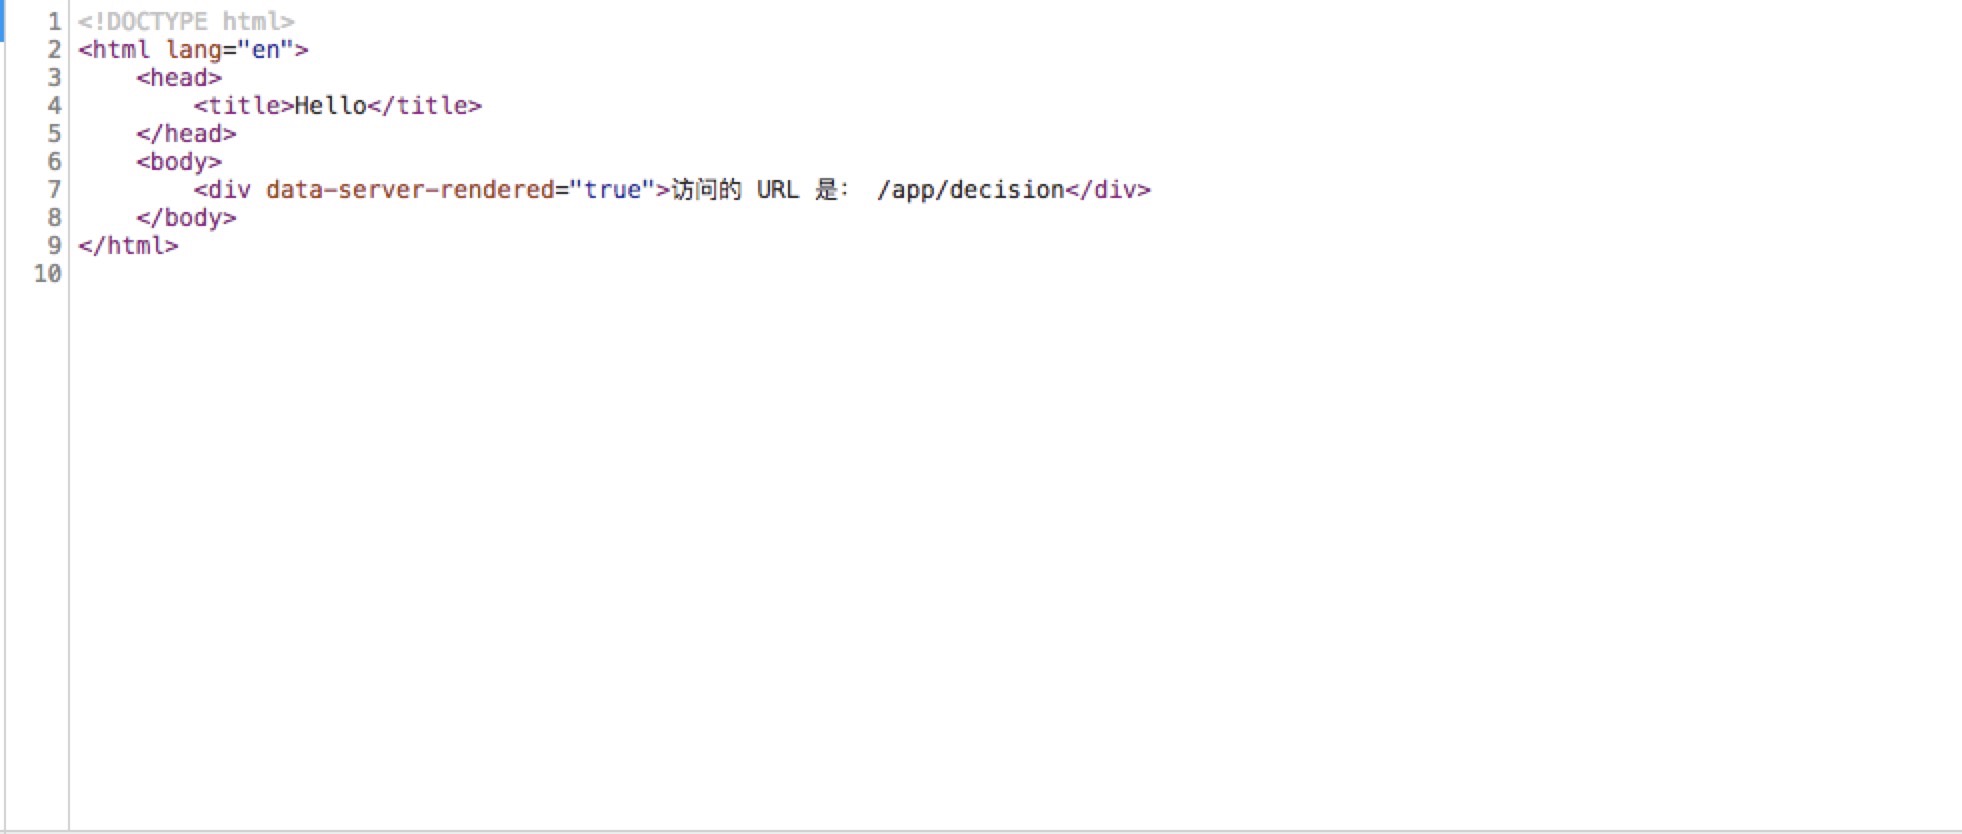 1 <!DOCTYPE html>
2 <html lang="en">
3     <head>
4         <title>Hello</title>
5     </head>
6     <body>
7         <div data-server-rendered="true">访问的 URL 是： /app/decision</div>
8     </body>
9 </html>
10